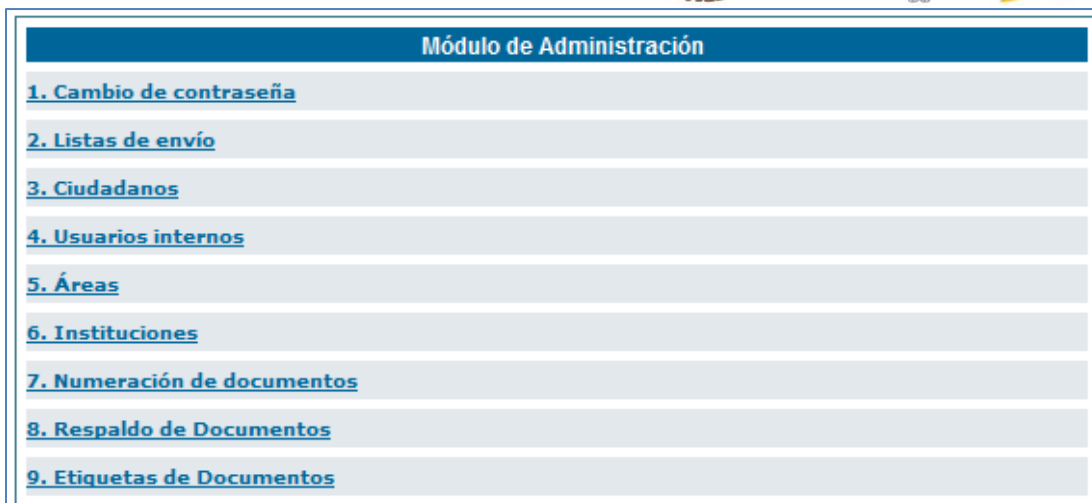 Módulo de Administración
1. Cambio de contraseña
2. Listas de envío
3. Ciudadanos
4. Usuarios internos
5. Áreas
6. Instituciones
7. Numeración de documentos
8. Respaldo de Documentos
9. Etiquetas de Documentos